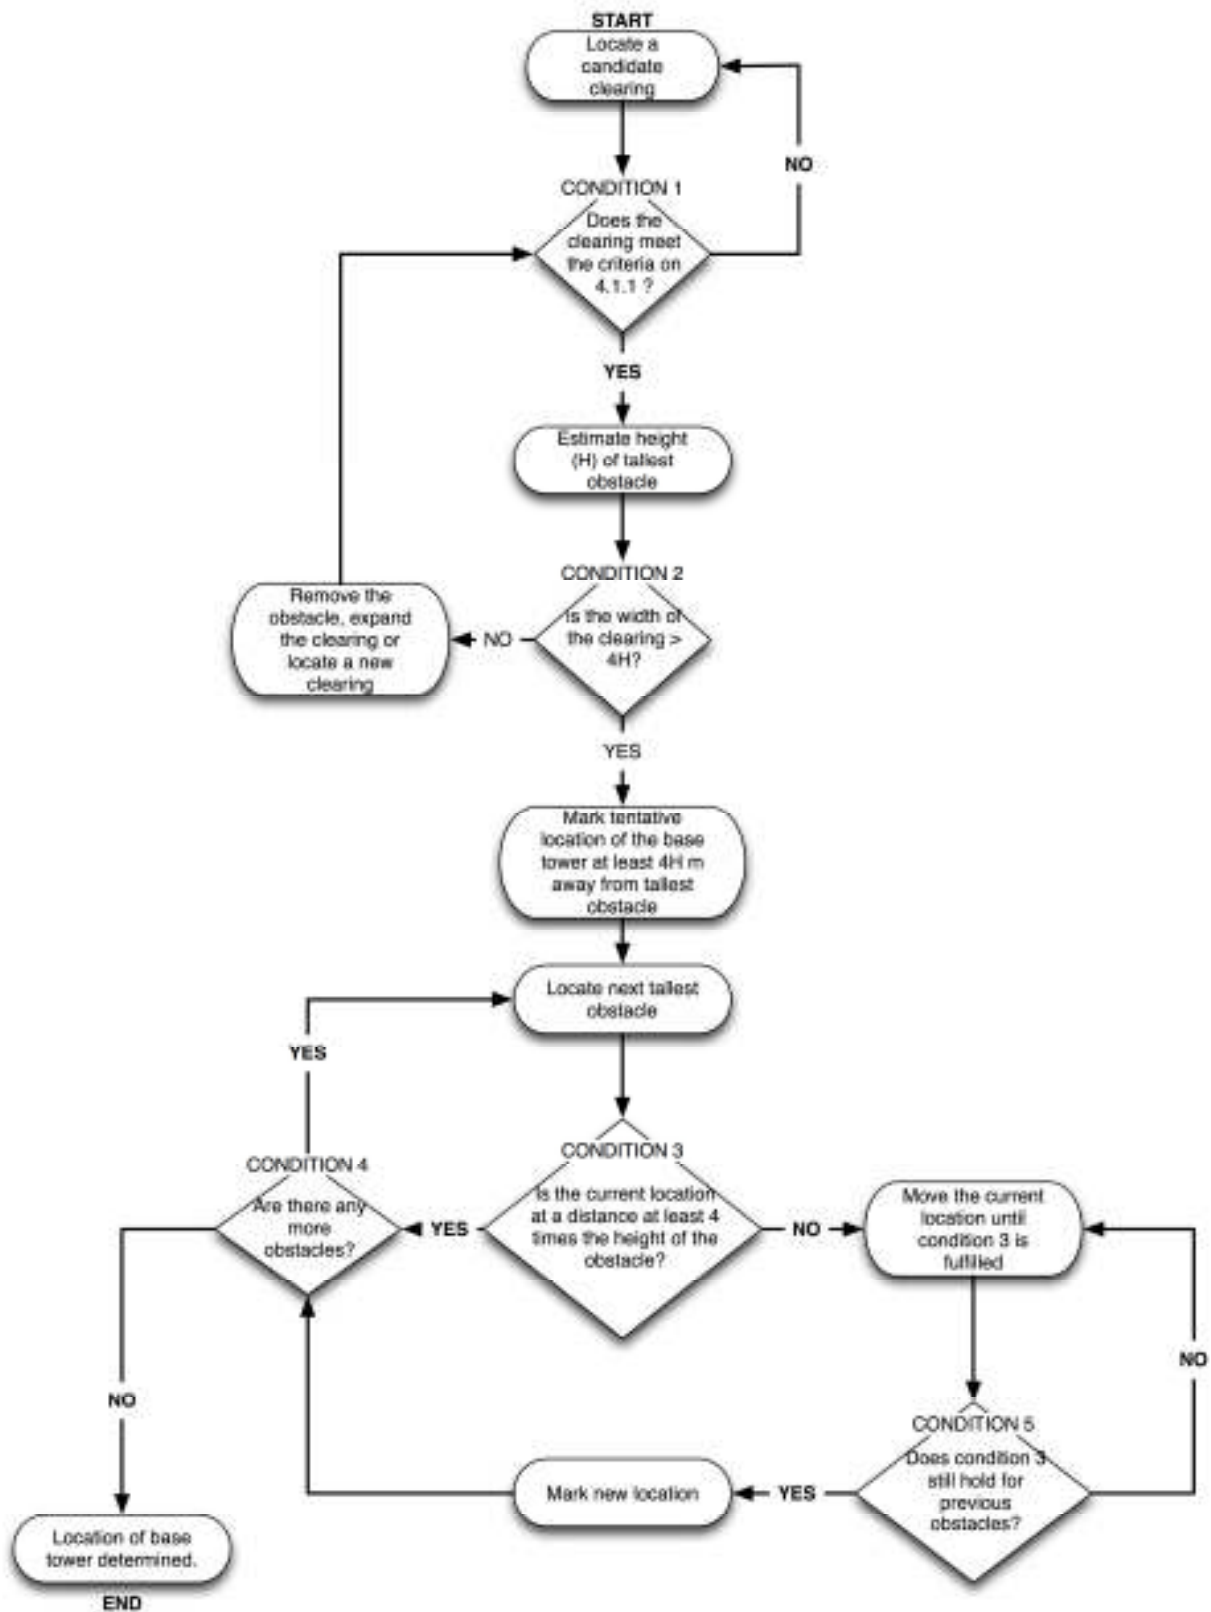 START
Locate a
candidate
clearing
NO
CONDITION 1
Does the
clearing meet
the criteria on
4.1.1 ?
YES
Estimate height
(H) of tallest
obstacle
CONDITION 2
Is the width of
the clearing >
4H?
NO
Remove the
obstacle, expand
the clearing or
locate a new
clearing
YES
Mark tentative
location of the base
tower at least 4H m
away from tallest
obstacle
Locate next tallest
obstacle
YES
CONDITION 3
Is the current location
at a distance at least 4
times the height of the
obstacle?
CONDITION 4
Are there any
more
obstacles?
YES
NO
Move the current
location until
condition 3 is
fulfilled
NO
NO
CONDITION 5
Does condition 3
still hold for
previous
obstacles?
YES
Mark new location
Location of base
tower determined.
END